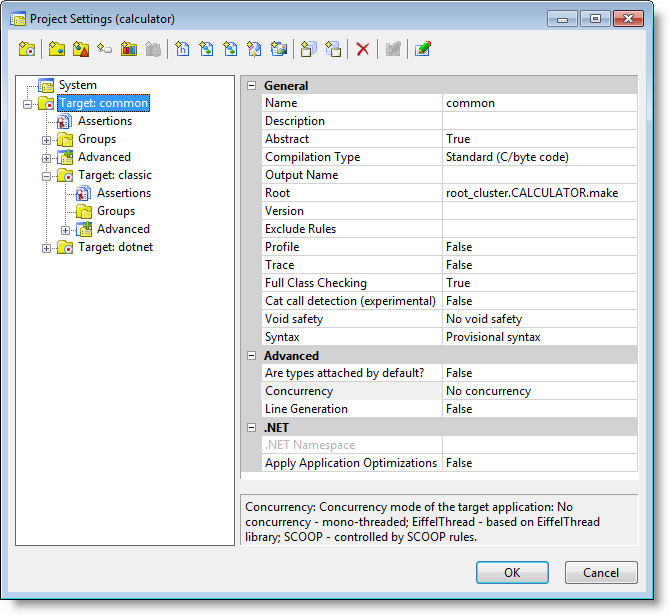 Project Settings (calculator)
System
Target: common
Assertions
Groups
Advanced
Target: classic
Assertions
Groups
Advanced
Target: dotnet
General
Name common
Description
Abstract True
Compilation Type Standard (C/byte code)
Output Name
Root root_cluster.CALCULATOR.make
Version
Exclude Rules
Profile False
Trace False
Full Class Checking True
Cat call detection (experimental) False
Void safety No void safety
Syntax Provisional syntax
Advanced
Are types attached by default? False
Concurrency No concurrency
Line Generation False
.NET
.NET Namespace
Apply Application Optimizations False
Concurrency: Concurrency mode of the target application: No
concurrency - mono-threaded; EiffelThread - based on EiffelThread
library; SCOOP - controlled by SCOOP rules.
OK Cancel